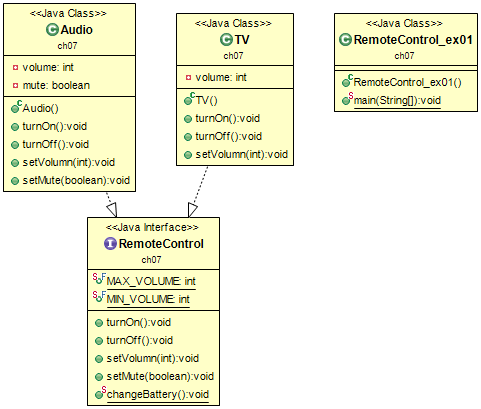 <<Java Class>>
Audio
ch07
volume: int
mute: boolean
Audio()
turnOn():void
turnOff():void
setVolumn(int):void
setMute(boolean):void
<<Java Class>>
TV
ch07
volume: int
TV()
turnOn():void
turnOff():void
setVolumn(int):void
<<Java Class>>
RemoteControl_ex01
ch07
RemoteControl_ex01()
main(String[]):void
<<Java Interface>>
RemoteControl
ch07
MAX_VOLUME: int
MIN_VOLUME: int
turnOn():void
turnOff():void
setVolumn(int):void
setMute(boolean):void
changeBattery():void